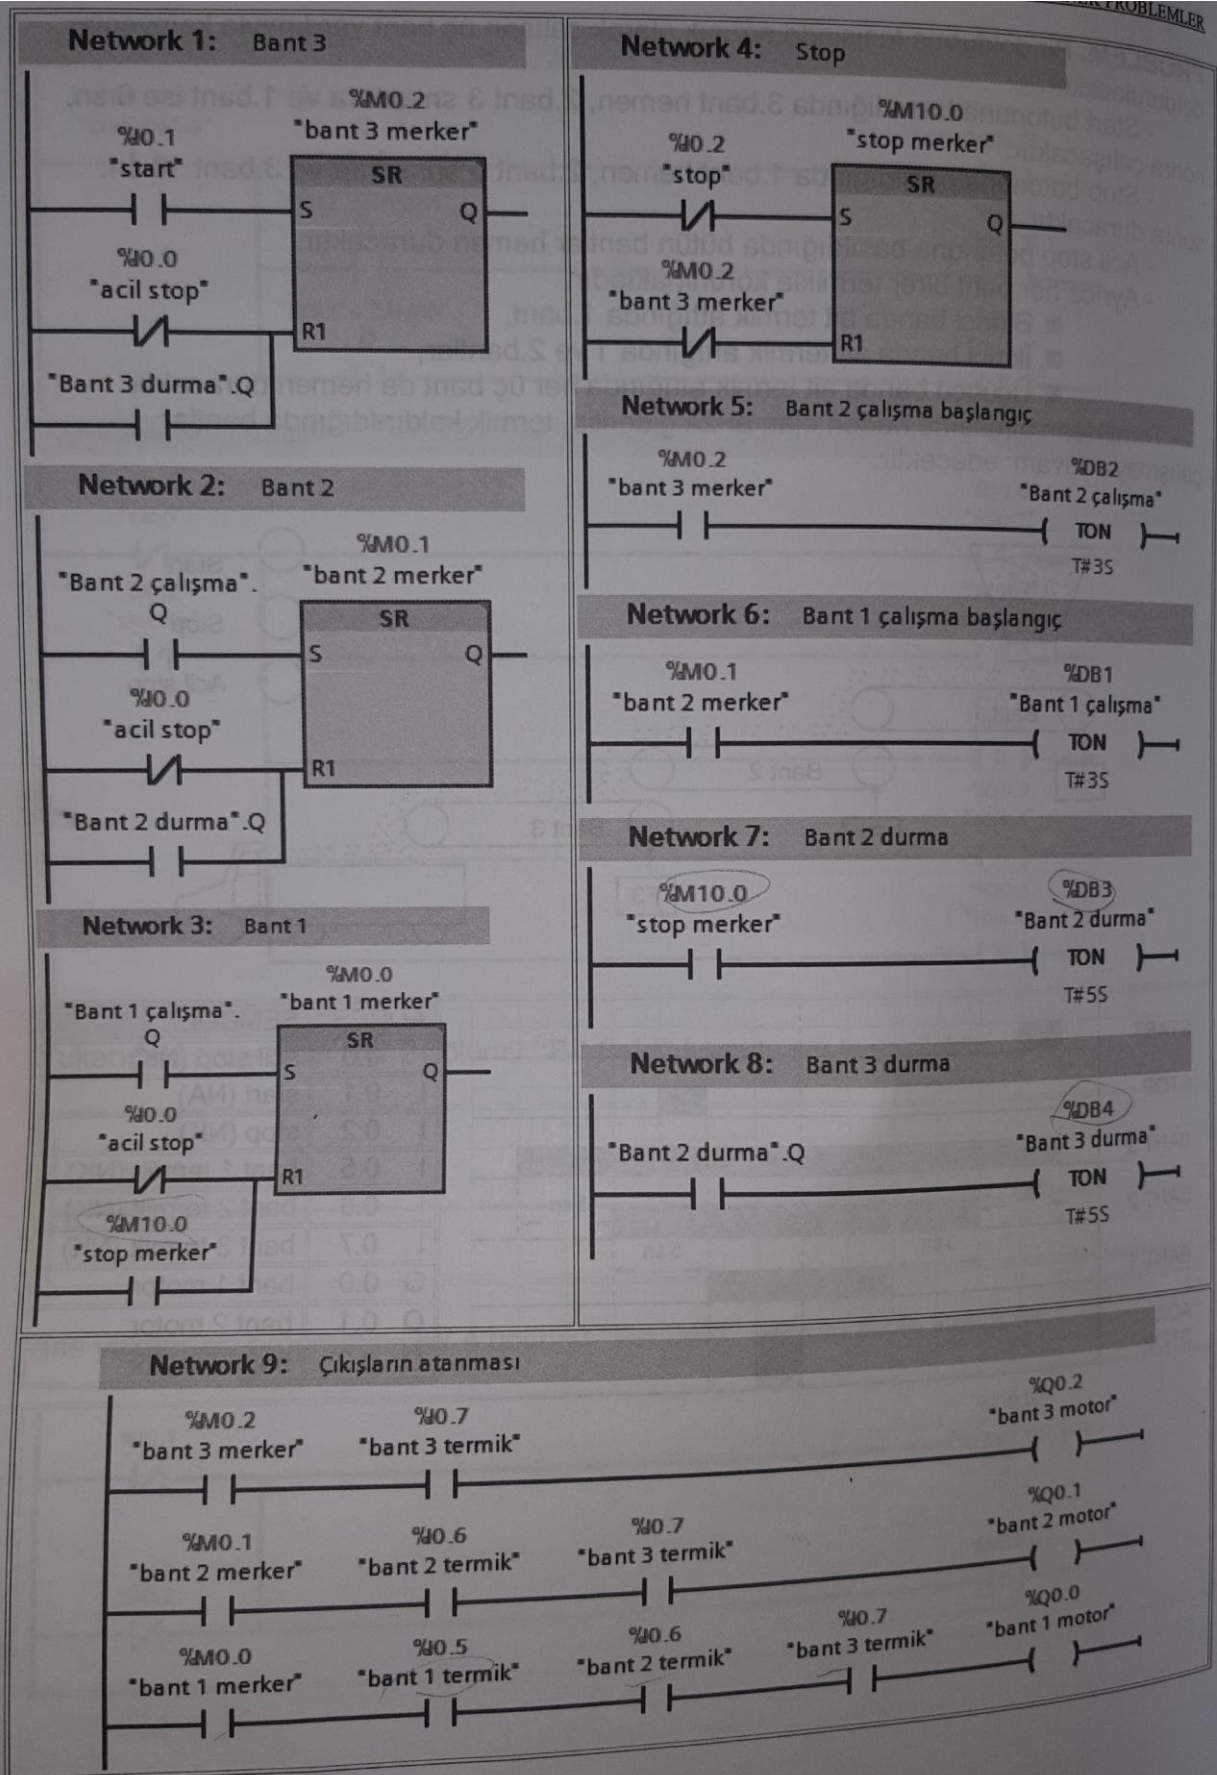 PROBLEMLER
Network 1: Bant 3
%M0.2
"bant 3 merker"
%I0.1
"start"
SR
S
Q
%I0.0
"acil stop"
R1
"Bant 3 durma".Q
Network 2: Bant 2
%M0.1
"bant 2 merker"
"Bant 2 çalışma".
Q
SR
S
Q
%I0.0
"acil stop"
R1
"Bant 2 durma".Q
Network 3: Bant 1
%M0.0
"bant 1 merker"
"Bant 1 çalışma".
Q
SR
S
Q
%I0.0
"acil stop"
R1
%M10.0
"stop merker"
Network 4: Stop
%M10.0
"stop merker"
%I0.2
"stop"
SR
S
Q
%M0.2
"bant 3 merker"
R1
Network 5: Bant 2 çalışma başlangıç
%M0.2
"bant 3 merker"
%DB2
"Bant 2 çalışma"
TON
T#3S
Network 6: Bant 1 çalışma başlangıç
%M0.1
"bant 2 merker"
%DB1
"Bant 1 çalışma"
TON
T#3S
Network 7: Bant 2 durma
%M10.0
"stop merker"
%DB3
"Bant 2 durma"
TON
T#5S
Network 8: Bant 3 durma
"Bant 2 durma".Q
%DB4
"Bant 3 durma"
TON
T#5S
Network 9: Çıkışların atanması
%M0.2
"bant 3 merker"
%I0.7
"bant 3 termik"
%Q0.2
"bant 3 motor"
%M0.1
"bant 2 merker"
%I0.6
"bant 2 termik"
%I0.7
"bant 3 termik"
%Q0.1
"bant 2 motor"
%M0.0
"bant 1 merker"
%I0.5
"bant 1 termik"
%I0.6
"bant 2 termik"
%I0.7
"bant 3 termik"
%Q0.0
"bant 1 motor"